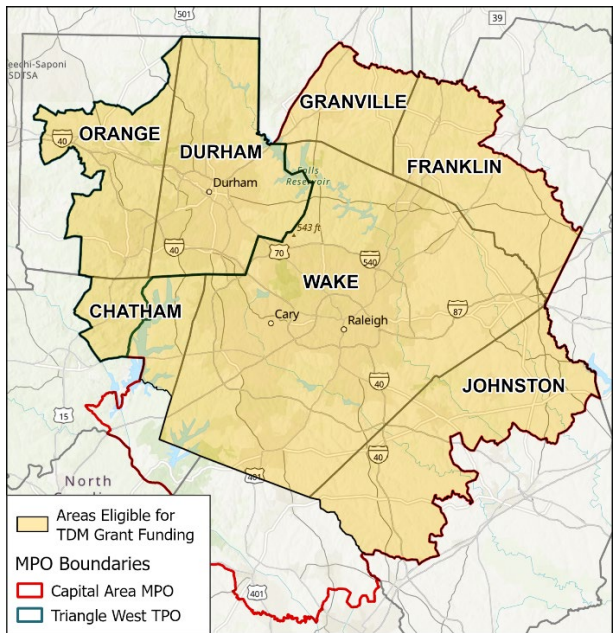 501
39
eechi-Saponi
SDTSA
GRANVILLE
ORANGE
40
DURHAM
FRANKLIN
Falls
Reservoir
Durham
543 ft
40
70
540
WAKE
CHATHAM
87
Cary
Raleigh
JOHNSTON
40
15
40
North
401
Areas Eligible for
TDM Grant Funding
MPO Boundaries
Capital Area MPO
Triangle West TPO
401